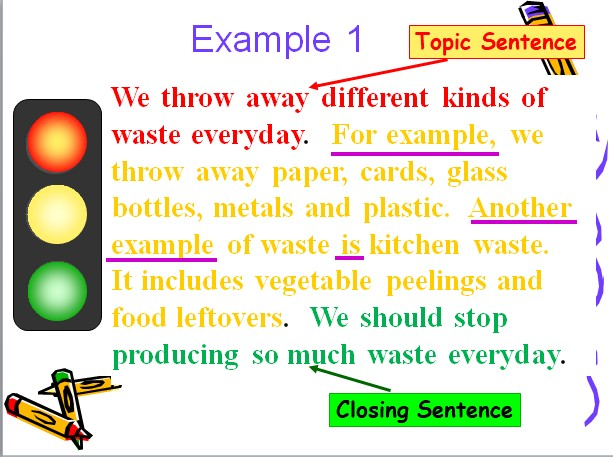 Example 1
Topic Sentence
We throw away different kinds of
waste everyday. For example, we
throw away paper, cards, glass
bottles, metals and plastic. Another
example of waste is kitchen waste.
It includes vegetable peelings and
food leftovers. We should stop
producing so much waste everyday.
Closing Sentence